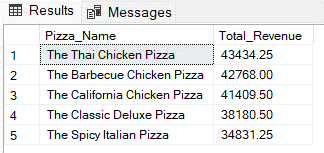 Results Messages
Pizza_Name Total_Revenue
1 The Thai Chicken Pizza 43434.25
2 The Barbecue Chicken Pizza 42768.00
3 The California Chicken Pizza 41409.50
4 The Classic Deluxe Pizza 38180.50
5 The Spicy Italian Pizza 34831.25